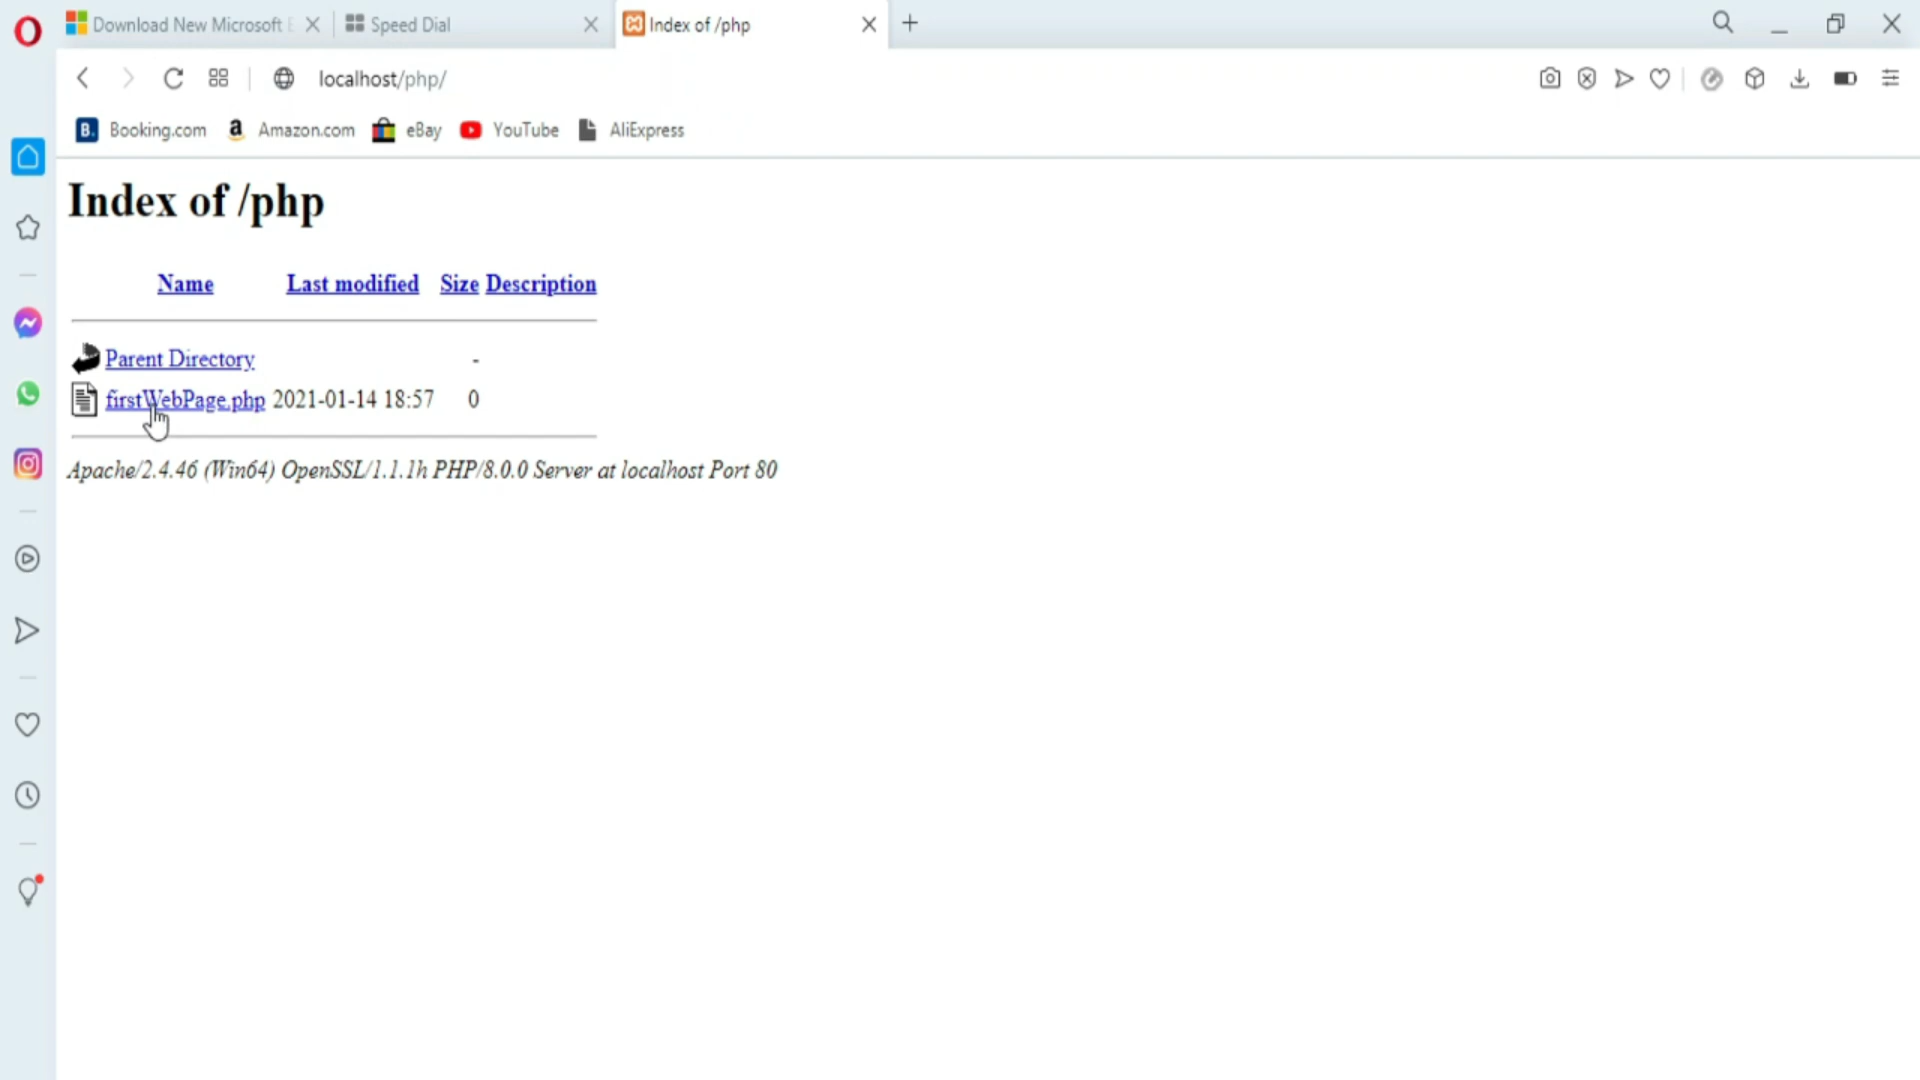 Download New Microsoft E
Speed Dial
Index of /php
localhost/php/
B. Booking.com
a Amazon.com
eBay
YouTube
AliExpress
Index of /php
Name Last modified Size Description
Parent Directory -
firstWebPage.php 2021-01-14 18:57 0
Apache/2.4.46 (Win64) OpenSSL/1.1.1h PHP/8.0.0 Server at localhost Port 80